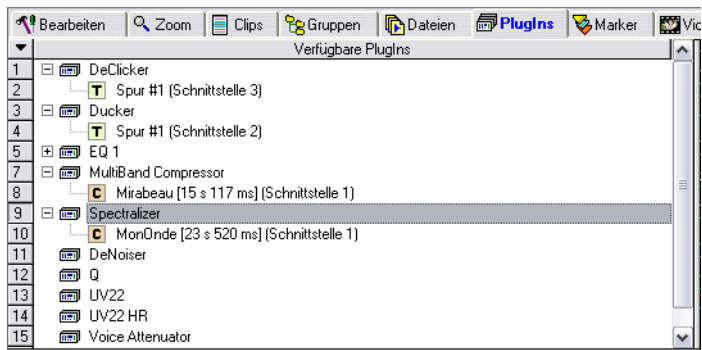 Bearbeiten Zoom Clips Gruppen Dateien PlugIns Marker Vic
Verfügbare PlugIns
1 DeClicker
2 T Spur #1 (Schnittstelle 3)
3 Ducker
4 T Spur #1 (Schnittstelle 2)
5 EQ 1
7 MultiBand Compressor
8 C Mirabeau [15 s 117 ms] (Schnittstelle 1)
9 Spectralizer
10 C MonOnde [23 s 520 ms] (Schnittstelle 1)
11 DeNoiser
12 Q
13 UV22
14 UV22 HR
15 Voice Attenuator